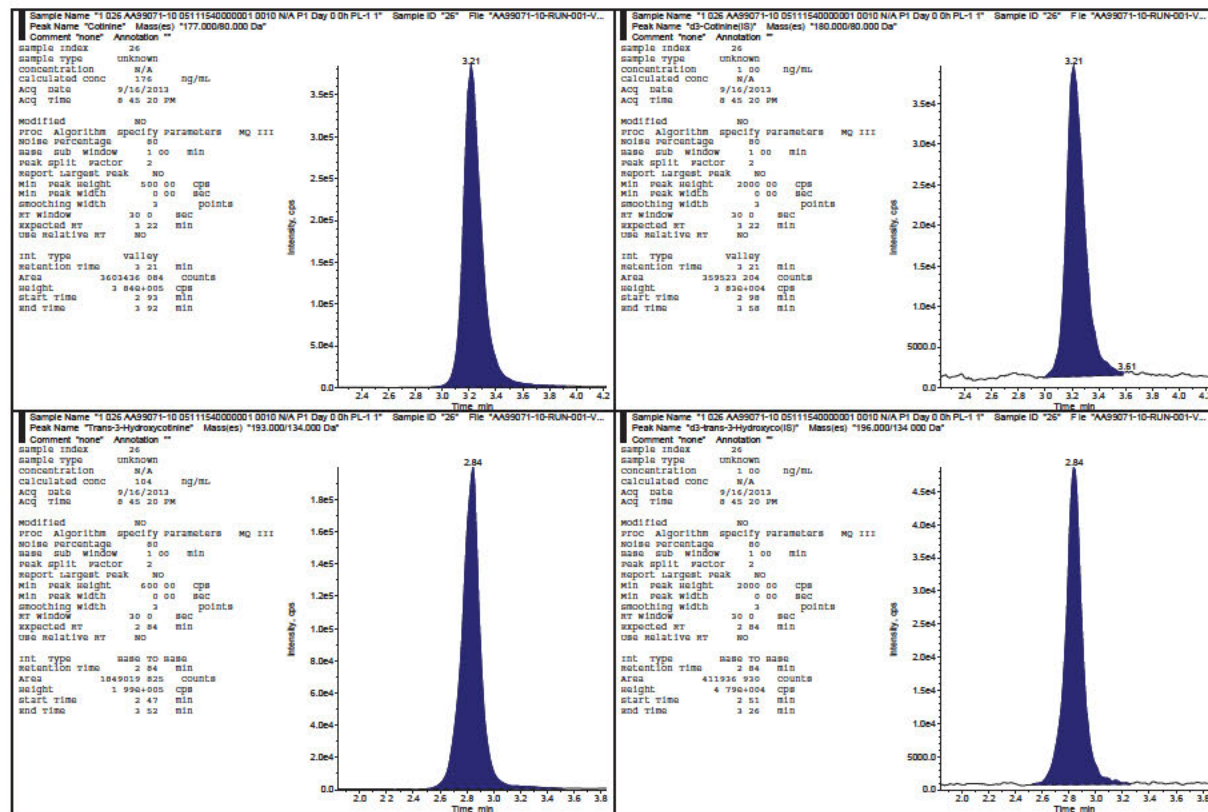 Sample Name "1 026 AA99071-10 05111540000001 0010 N/A P1 Day 0 0h PL-1 1" Sample ID "26" File "AA99071-10-RUN-001-V...
Peak Name "Cotinine" Mass(es) "177.000/80.000 Da"
Comment "none" Annotation ""
sample Index 26
sample Type unknown
concentration N/A
calculated conc 176 ng/mL
Acq Date 9/16/2013
Acq Time 8 45 20 PM
Modified NO
Proc Algorithm specify Parameters MQ III
Noise Percentage 80
Base sub window 1 00 min
Peak split Factor 2
Report Largest Peak NO
Min Peak Height 500 00 cps
Min Peak width 0 00 sec
smoothing width 3 points
RT window 30 0 sec
Expected RT 3 22 min
use Relative RT NO
Int Type valley
Retention Time 3 21 min
Area 3603436 084 counts
Height 3 84e+005 cps
start Time 2 93 min
End Time 3 92 min
3.21
Intensity, cps
3.5e5
3.0e5
2.5e5
2.0e5
1.5e5
1.0e5
5.0e4
0.0
2.4 2.6 2.8 3.0 3.2 3.4 3.6 3.8 4.0 4.2
Time min
Sample Name "1 026 AA99071-10 05111540000001 0010 N/A P1 Day 0 0h PL-1 1" Sample ID "26" File "AA99071-10-RUN-001-V...
Peak Name "d3-Cotinine(IS)" Mass(es) "180.000/80.000 Da"
Comment "none" Annotation ""
sample Index 26
sample Type unknown
concentration 1 00 ng/mL
calculated conc N/A
Acq Date 9/16/2013
Acq Time 8 45 20 PM
Modified NO
Proc Algorithm specify Parameters MQ III
Noise Percentage 80
Base sub window 1 00 min
Peak split Factor 2
Report Largest Peak NO
Min Peak Height 2000 00 cps
Min Peak width 0 00 sec
smoothing width 3 points
RT window 30 0 sec
Expected RT 3 22 min
use Relative RT NO
Int Type valley
Retention Time 3 21 min
Area 359523 204 counts
Height 3 83e+004 cps
start Time 2 98 min
End Time 3 58 min
3.21
3.61
Intensity, cps
3.5e4
3.0e4
2.5e4
2.0e4
1.5e4
1.0e4
5000.0
0.0
2.4 2.6 2.8 3.0 3.2 3.4 3.6 3.8 4.0 4.2
Time min
Sample Name "1 026 AA99071-10 05111540000001 0010 N/A P1 Day 0 0h PL-1 1" Sample ID "26" File "AA99071-10-RUN-001-V...
Peak Name "Trans-3-Hydroxycotinine" Mass(es) "193.000/134.000 Da"
Comment "none" Annotation ""
sample Index 26
sample Type unknown
concentration N/A
calculated conc 104 ng/mL
Acq Date 9/16/2013
Acq Time 8 45 20 PM
Modified NO
Proc Algorithm specify Parameters MQ III
Noise Percentage 80
Base sub window 1 00 min
Peak split Factor 2
Report Largest Peak NO
Min Peak Height 600 00 cps
Min Peak width 0 00 sec
smoothing width 3 points
RT window 30 0 sec
Expected RT 2 84 min
use Relative RT NO
Int Type Base To Base
Retention Time 2 84 min
Area 1849019 825 counts
Height 1 99e+005 cps
start Time 2 47 min
End Time 3 52 min
2.84
Intensity, cps
1.8e5
1.6e5
1.4e5
1.2e5
1.0e5
8.0e4
6.0e4
4.0e4
2.0e4
0.0
2.0 2.2 2.4 2.6 2.8 3.0 3.2 3.4 3.6 3.8
Time min
Sample Name "1 026 AA99071-10 05111540000001 0010 N/A P1 Day 0 0h PL-1 1" Sample ID "26" File "AA99071-10-RUN-001-V...
Peak Name "d3-trans-3-Hydroxyco(IS)" Mass(es) "196.000/134 000 Da"
Comment "none" Annotation ""
sample Index 26
sample Type unknown
concentration 1 00 ng/mL
calculated conc N/A
Acq Date 9/16/2013
Acq Time 8 45 20 PM
Modified NO
Proc Algorithm specify Parameters MQ III
Noise Percentage 80
Base sub window 1 00 min
Peak split Factor 2
Report Largest Peak NO
Min Peak Height 2000 00 cps
Min Peak width 0 00 sec
smoothing width 3 points
RT window 30 0 sec
Expected RT 2 84 min
use Relative RT NO
Int Type Base To Base
Retention Time 2 84 min
Area 411936 930 counts
Height 4 79e+004 cps
start Time 2 51 min
End Time 3 26 min
2.84
Intensity, cps
4.5e4
4.0e4
3.5e4
3.0e4
2.5e4
2.0e4
1.5e4
1.0e4
5000.0
0.0
2.0 2.2 2.4 2.6 2.8 3.0 3.2 3.4 3.6 3.8
Time min